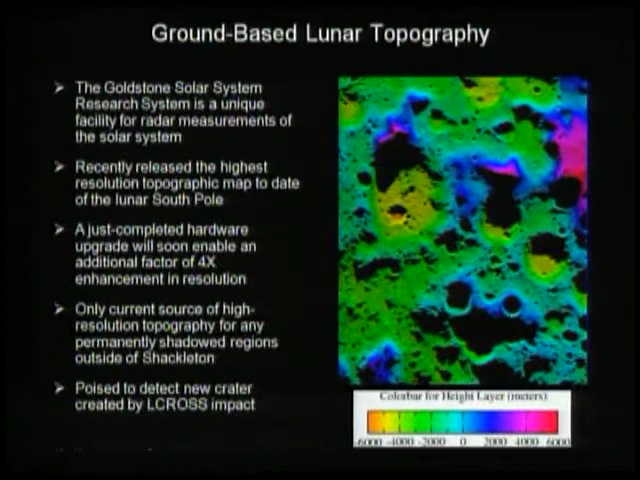 Ground-Based Lunar Topography
➢ The Goldstone Solar System
Research System is a unique
facility for radar measurements of
the solar system
➢ Recently released the highest
resolution topographic map to date
of the lunar South Pole
➢ A just-completed hardware
upgrade will soon enable an
additional factor of 4X
enhancement in resolution
➢ Only current source of high-
resolution topography for any
permanently shadowed regions
outside of Shackleton
➢ Poised to detect new crater
created by LCROSS impact
Colorbar for Height Layer (meters)
-6000 -4000 -2000 0 2000 4000 6000